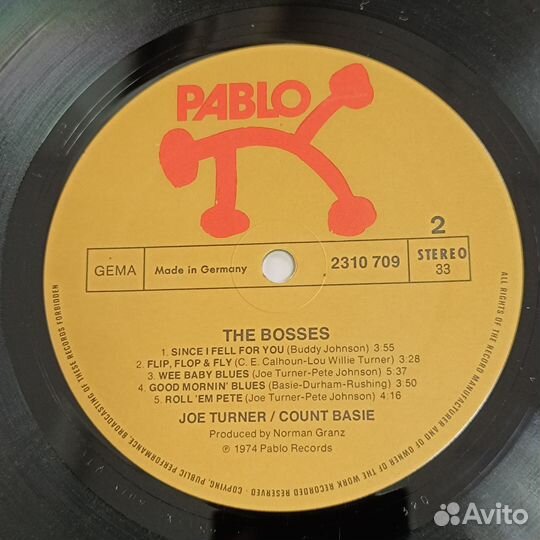 PABLO
2
GEMA
Made in Germany
2310 709
STEREO
33
THE BOSSES
1. SINCE I FELL FOR YOU (Buddy Johnson) 3:55
2. FLIP, FLOP & FLY (C. E. Calhoun-Lou Willie Turner) 3:28
3. WEE BABY BLUES (Joe Turner-Pete Johnson) 5:37
4. GOOD MORNIN' BLUES (Basie-Durham-Rushing) 3:50
5. ROLL 'EM PETE (Joe Turner-Pete Johnson) 4:16
JOE TURNER / COUNT BASIE
Produced by Norman Granz
℗ 1974 Pablo Records
ALL RIGHTS OF THE RECORD MANUFACTURER AND OF OWNER OF THE WORK RECORDED RESERVED - COPYING, PUBLIC PERFORMANCE, BROADCASTING OF THESE RECORDS FORBIDDEN
Avito